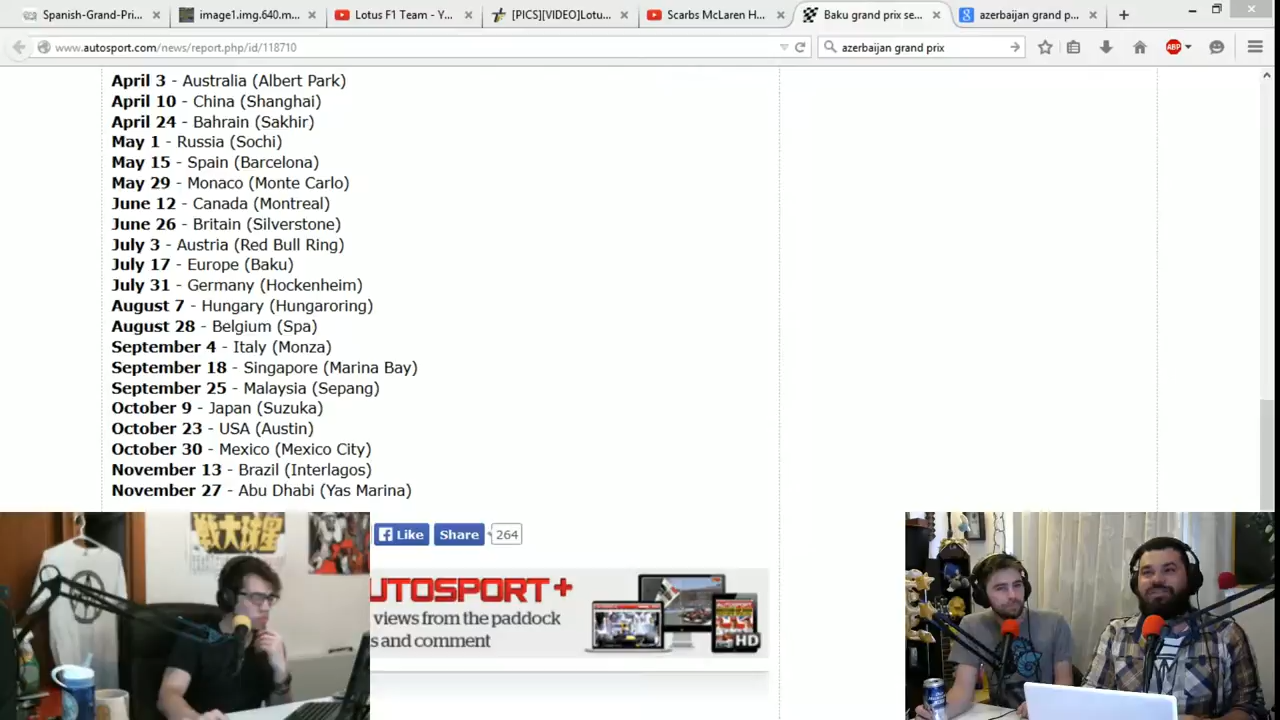 Spanish-Grand-Pri...
image1.img.640.m...
Lotus F1 Team - Y...
[PICS][VIDEO]Lotu...
Scarbs McLaren H...
Baku grand prix se...
azerbaijan grand p...
www.autosport.com/news/report.php/id/118710
azerbaijan grand prix
ABP
April 3 - Australia (Albert Park)
April 10 - China (Shanghai)
April 24 - Bahrain (Sakhir)
May 1 - Russia (Sochi)
May 15 - Spain (Barcelona)
May 29 - Monaco (Monte Carlo)
June 12 - Canada (Montreal)
June 26 - Britain (Silverstone)
July 3 - Austria (Red Bull Ring)
July 17 - Europe (Baku)
July 31 - Germany (Hockenheim)
August 7 - Hungary (Hungaroring)
August 28 - Belgium (Spa)
September 4 - Italy (Monza)
September 18 - Singapore (Marina Bay)
September 25 - Malaysia (Sepang)
October 9 - Japan (Suzuka)
October 23 - USA (Austin)
October 30 - Mexico (Mexico City)
November 13 - Brazil (Interlagos)
November 27 - Abu Dhabi (Yas Marina)
Like Share 264
UTOSPORT+
views from the paddock
s and comment
HD